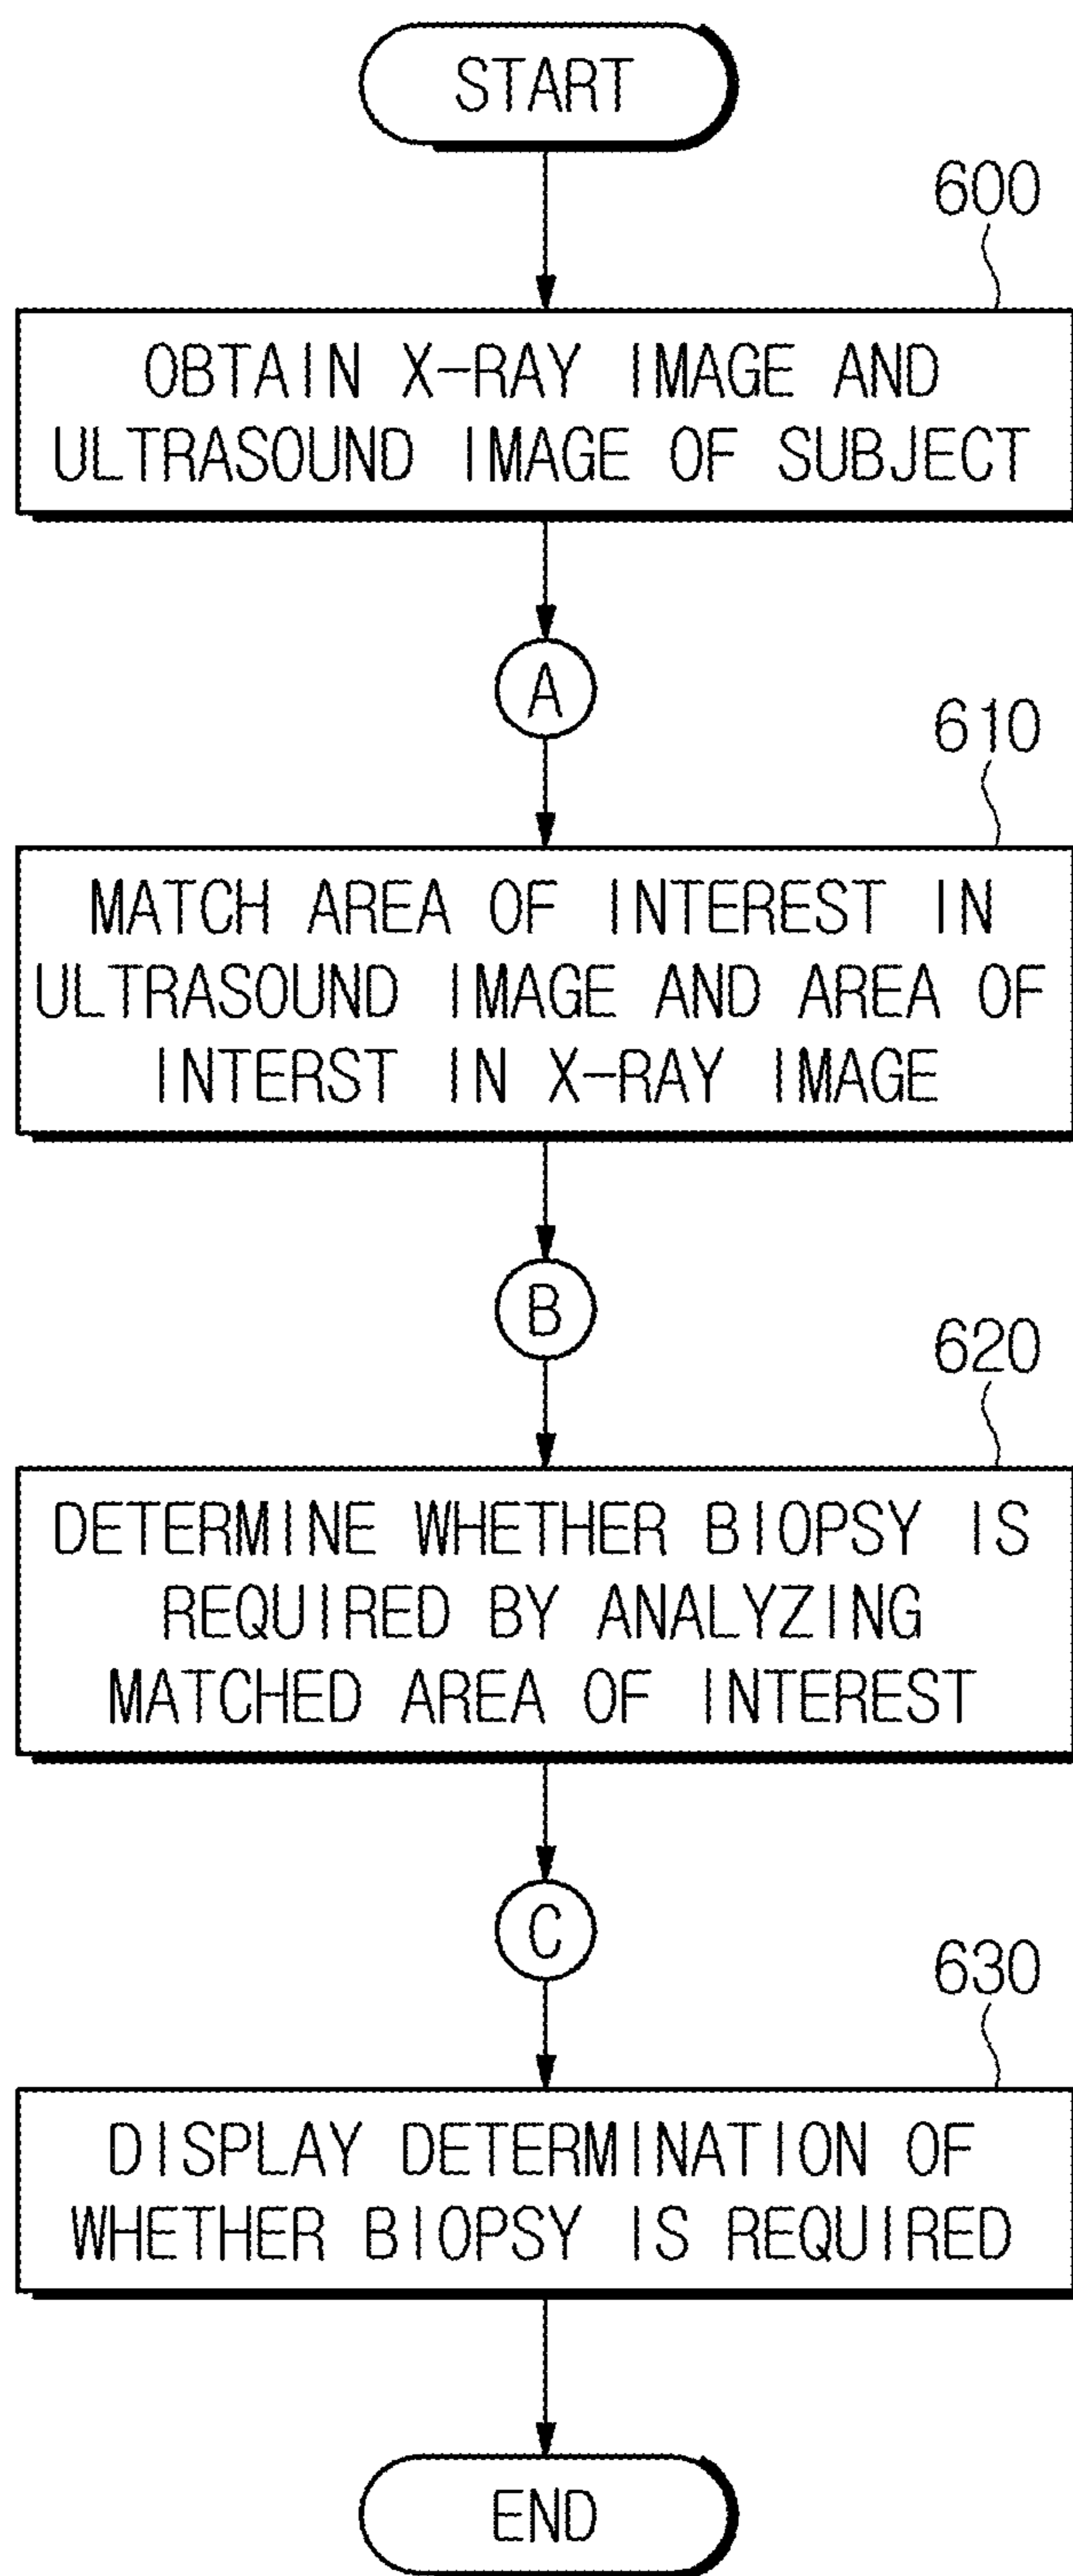 START
600
OBTAIN X-RAY IMAGE AND
ULTRASOUND IMAGE OF SUBJECT
A
610
MATCH AREA OF INTEREST IN
ULTRASOUND IMAGE AND AREA OF
INTERST IN X-RAY IMAGE
B
620
DETERMINE WHETHER BIOPSY IS
REQUIRED BY ANALYZING
MATCHED AREA OF INTEREST
C
630
DISPLAY DETERMINATION OF
WHETHER BIOPSY IS REQUIRED
END